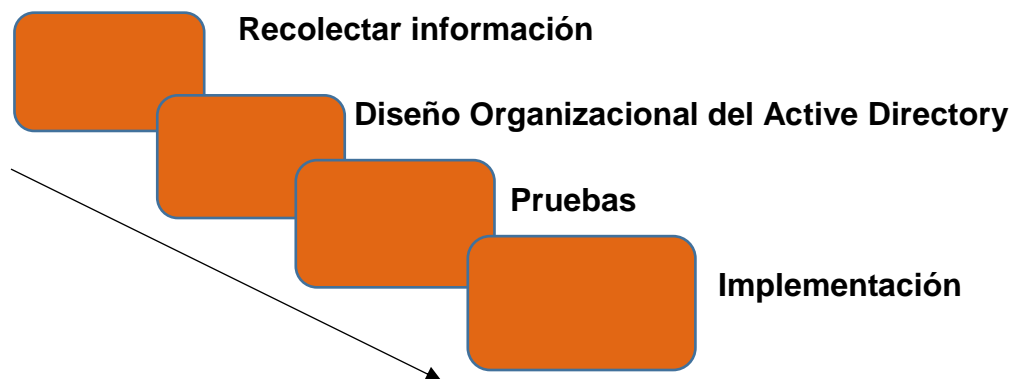 Recolectar información
Diseño Organizacional del Active Directory
Pruebas
Implementación